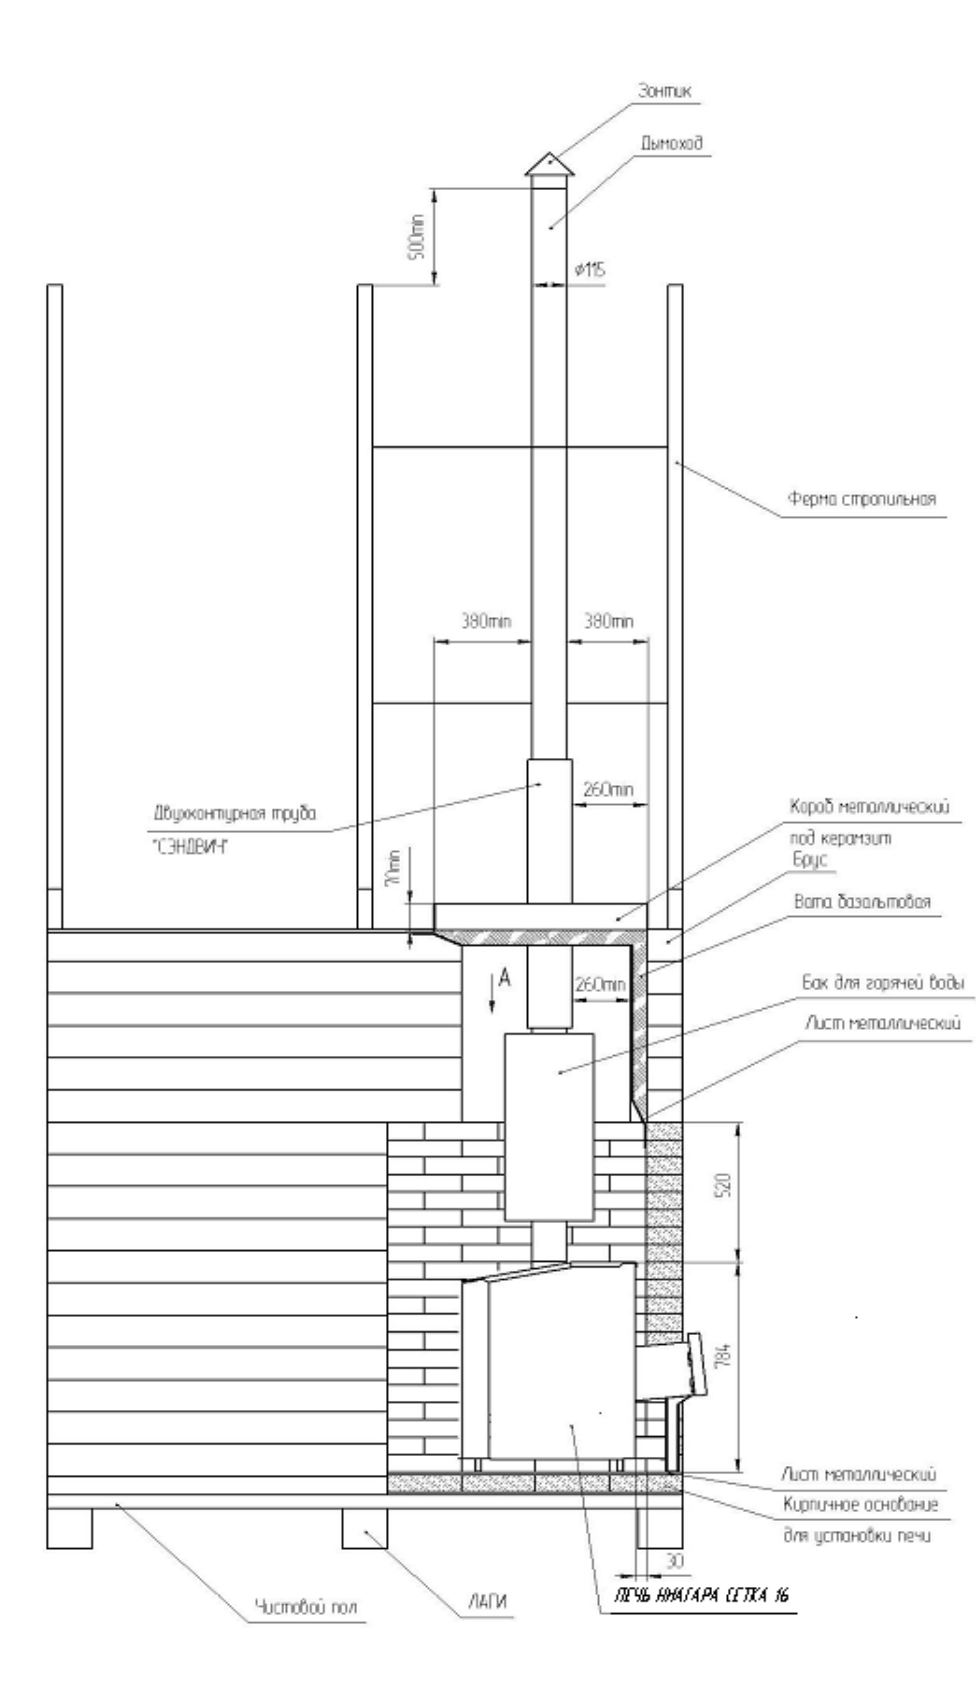 Зонтик
Дымоход
500min
ø115
Ферма стропильная
380min
380min
260min
Двухконтурная труба
"СЭНДВИЧ"
Короб металлический
под керамзит
Брус
70min
Вата базальтовая
А
260min
Бак для горячей воды
Лист металлический
520
784
Лист металлический
Кирпичное основание
для установки печи
30
ПЕЧЬ НИАГАРА СЕТКА 16
ЛАГИ
Чистовой пол